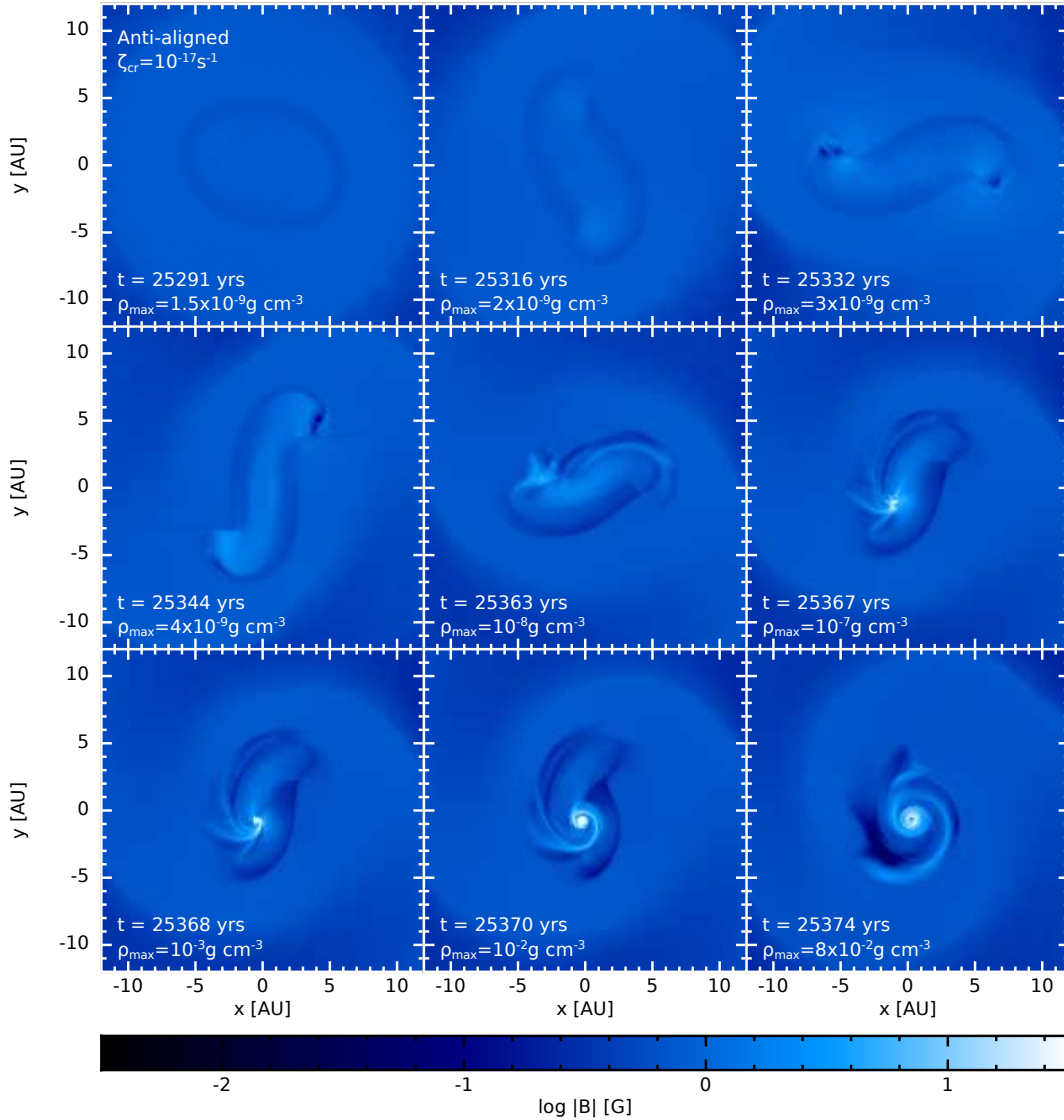 10
5
0
-5
-10
y [AU]
Anti-aligned
ζcr=10⁻¹⁷s⁻¹
t = 25291 yrs
ρmax=1.5x10⁻⁹g cm⁻³
t = 25316 yrs
ρmax=2x10⁻⁹g cm⁻³
t = 25332 yrs
ρmax=3x10⁻⁹g cm⁻³
10
5
0
-5
-10
y [AU]
t = 25344 yrs
ρmax=4x10⁻⁹g cm⁻³
t = 25363 yrs
ρmax=10⁻⁸g cm⁻³
t = 25367 yrs
ρmax=10⁻⁷g cm⁻³
10
5
0
-5
-10
y [AU]
t = 25368 yrs
ρmax=10⁻³g cm⁻³
t = 25370 yrs
ρmax=10⁻²g cm⁻³
t = 25374 yrs
ρmax=8x10⁻²g cm⁻³
-10 -5 0 5 10
x [AU]
-10 -5 0 5 10
x [AU]
-10 -5 0 5 10
x [AU]
-2 -1 0 1
log |B| [G]